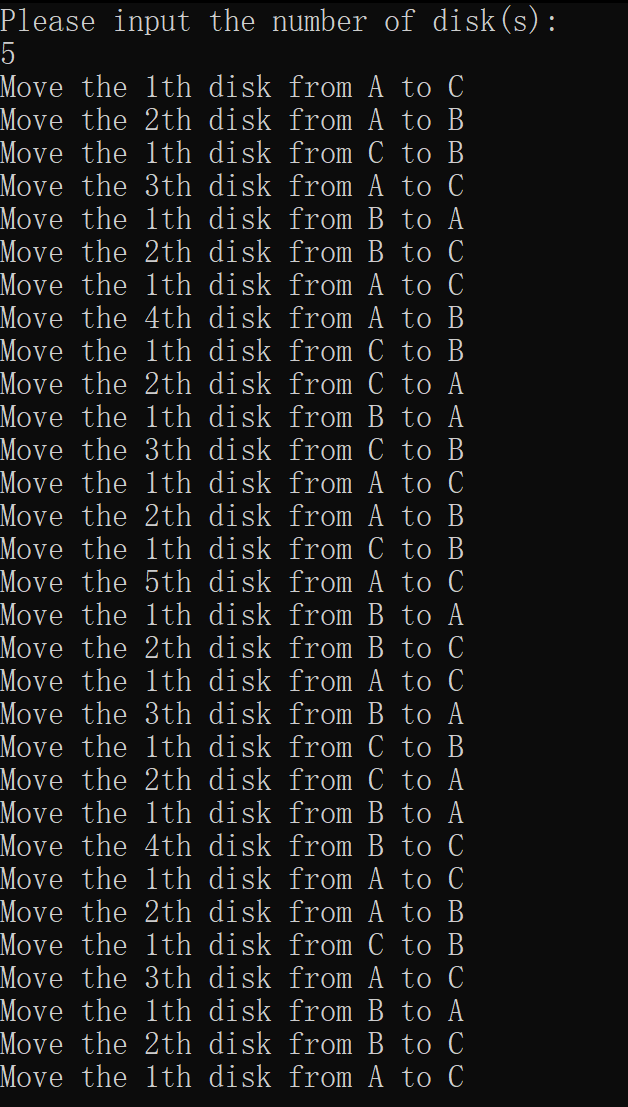 Please input the number of disk(s):
5
Move the 1th disk from A to C
Move the 2th disk from A to B
Move the 1th disk from C to B
Move the 3th disk from A to C
Move the 1th disk from B to A
Move the 2th disk from B to C
Move the 1th disk from A to C
Move the 4th disk from A to B
Move the 1th disk from C to B
Move the 2th disk from C to A
Move the 1th disk from B to A
Move the 3th disk from C to B
Move the 1th disk from A to C
Move the 2th disk from A to B
Move the 1th disk from C to B
Move the 5th disk from A to C
Move the 1th disk from B to A
Move the 2th disk from B to C
Move the 1th disk from A to C
Move the 3th disk from B to A
Move the 1th disk from C to B
Move the 2th disk from C to A
Move the 1th disk from B to A
Move the 4th disk from B to C
Move the 1th disk from A to C
Move the 2th disk from A to B
Move the 1th disk from C to B
Move the 3th disk from A to C
Move the 1th disk from B to A
Move the 2th disk from B to C
Move the 1th disk from A to C